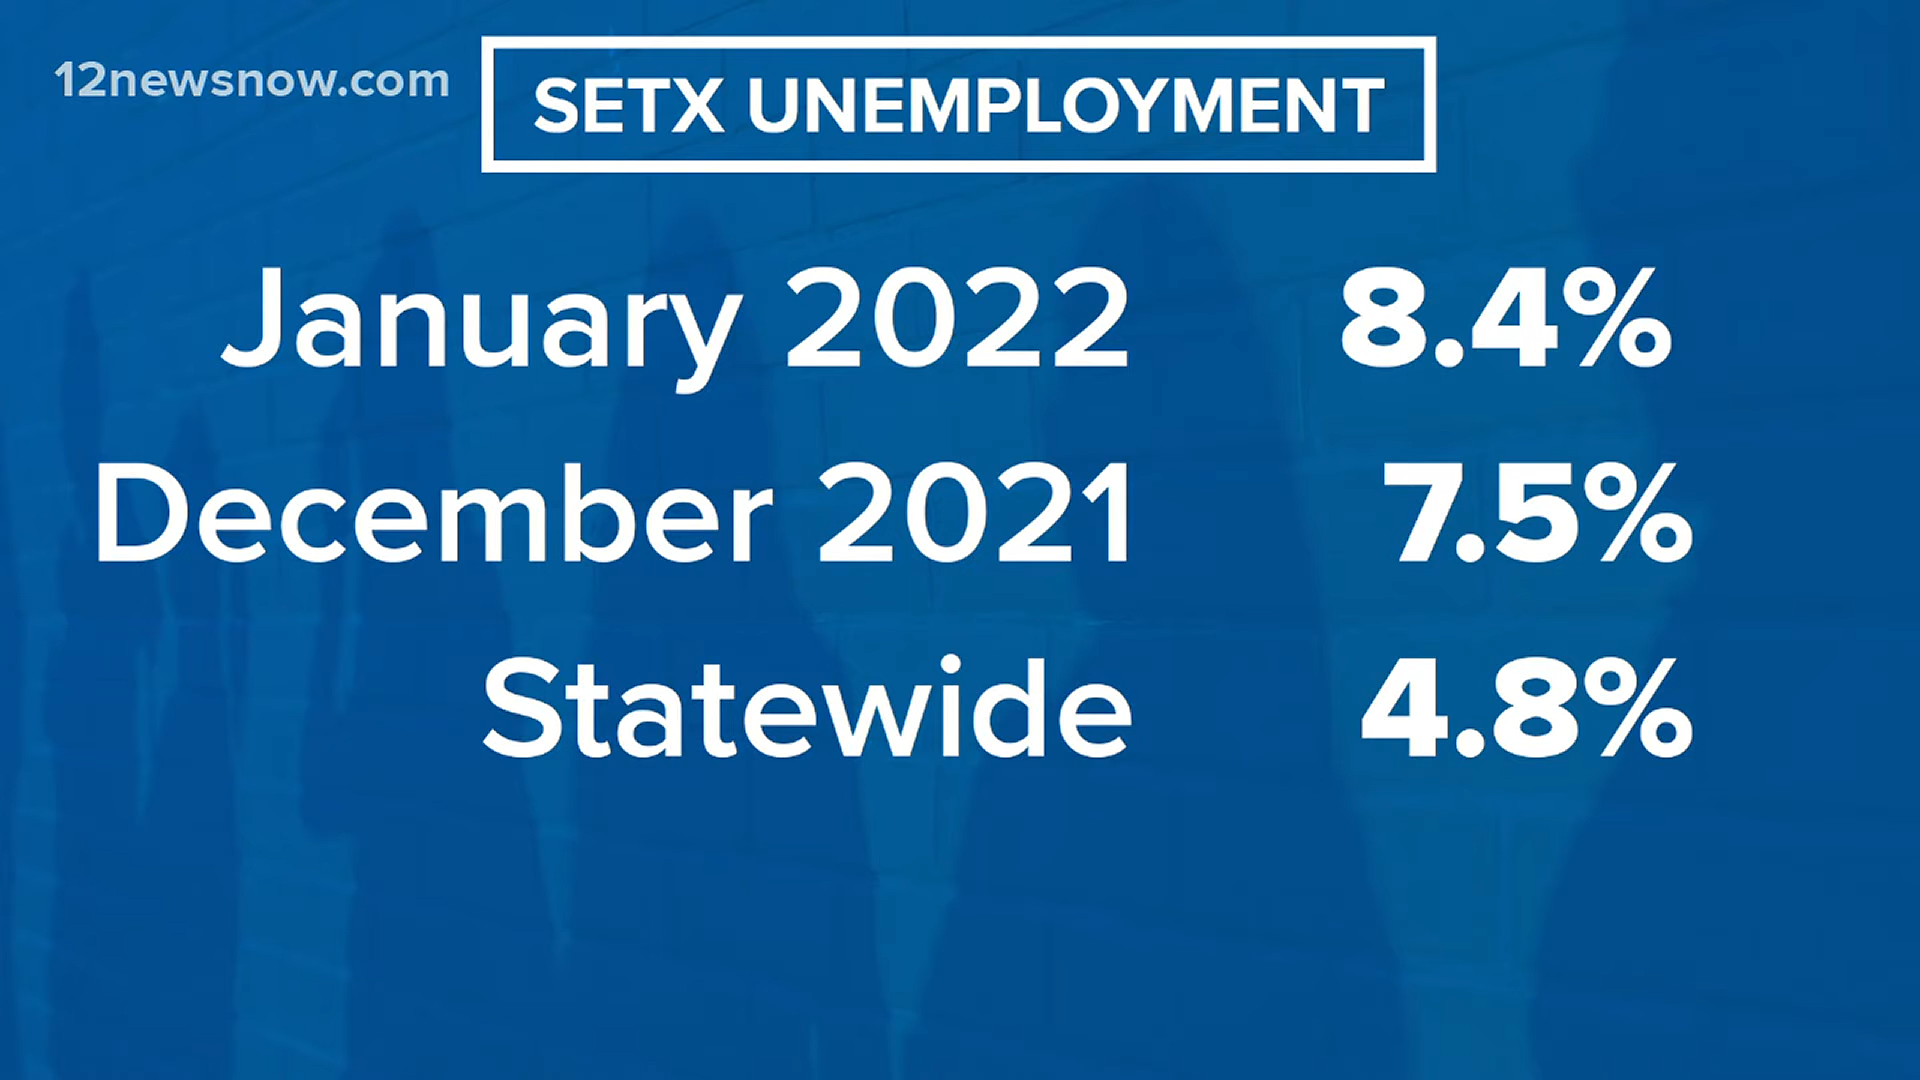 12newsnow.com
SETX UNEMPLOYMENT
January 2022 8.4%
December 2021 7.5%
Statewide 4.8%